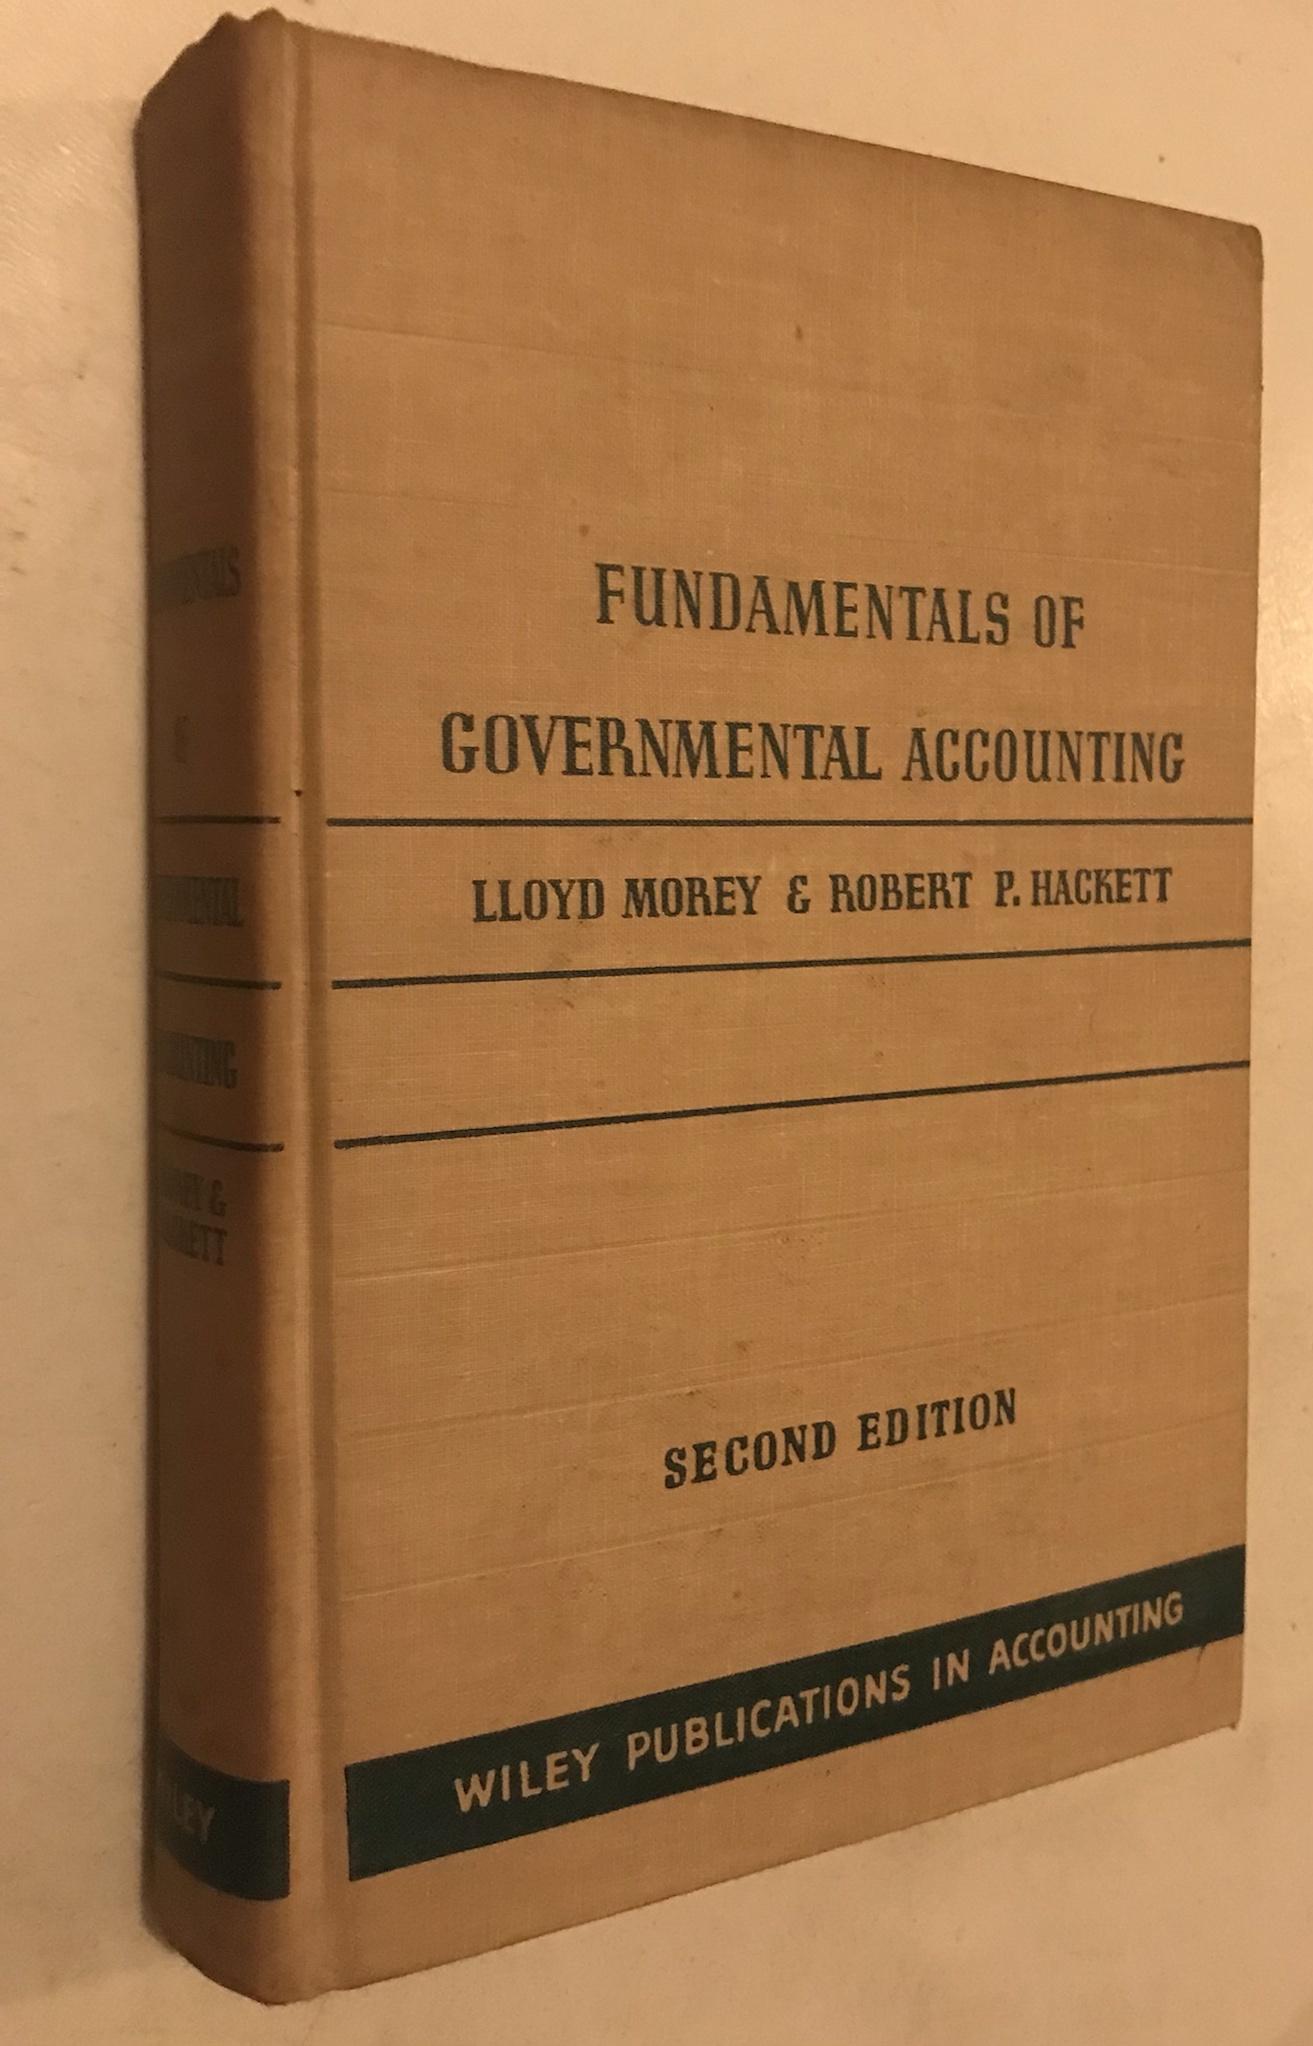 FUNDAMENTALS OF
GOVERNMENTAL ACCOUNTING
LLOYD MOREY & ROBERT P. HACKETT
SECOND EDITION
WILEY PUBLICATIONS IN ACCOUNTING